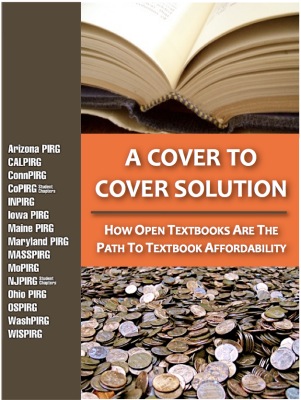 Arizona PIRG
CALPIRG
ConnPIRG
CoPIRG Student Chapters
INPIRG
Iowa PIRG
Maine PIRG
Maryland PIRG
MASSPIRG
MoPIRG
NJPIRG Student Chapters
Ohio PIRG
OSPIRG
WashPIRG
WISPIRG
A COVER TO
COVER SOLUTION
HOW OPEN TEXTBOOKS ARE THE
PATH TO TEXTBOOK AFFORDABILITY